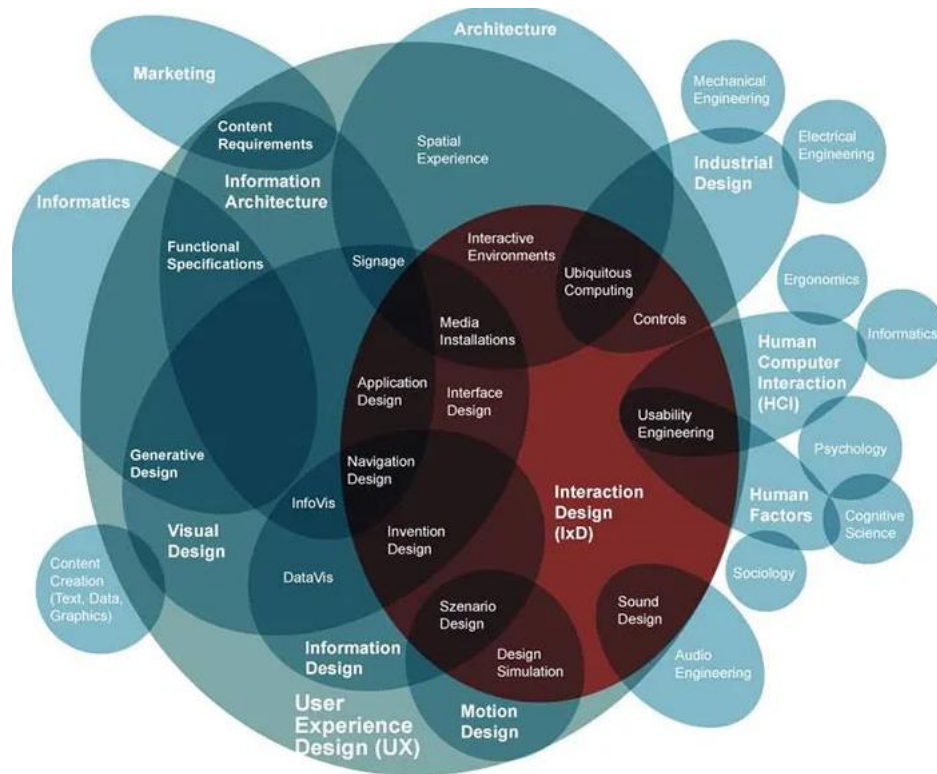 Architecture
Marketing
Mechanical
Engineering
Content
Requirements
Spatial
Experience
Electrical
Engineering
Industrial
Design
Information
Architecture
Informatics
Functional
Specifications
Signage
Interactive
Environments
Ubiquitous
Computing
Ergonomics
Controls
Media
Installations
Informatics
Human
Computer
Interaction
(HCI)
Application
Design
Interface
Design
Usability
Engineering
Psychology
Generative
Design
Navigation
Design
InfoVis
Interaction
Design
(IxD)
Human
Factors
Cognitive
Science
Visual
Design
Invention
Design
Content
Creation
(Text, Data,
Graphics)
DataVis
Sociology
Szenario
Design
Sound
Design
Information
Design
Design
Simulation
Audio
Engineering
User
Experience
Design (UX)
Motion
Design